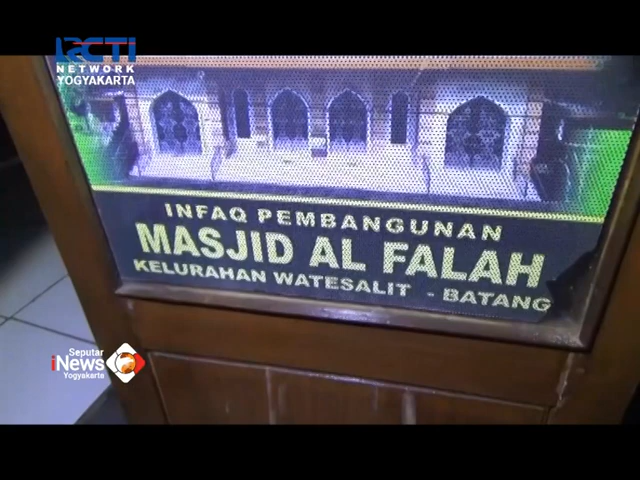 RCTI
NETWORK
YOGYAKARTA
INFAQ PEMBANGUNAN
MASJID AL FALAH
KELURAHAN WATESALIT - BATANG
Seputar
iNews
Yogyakarta